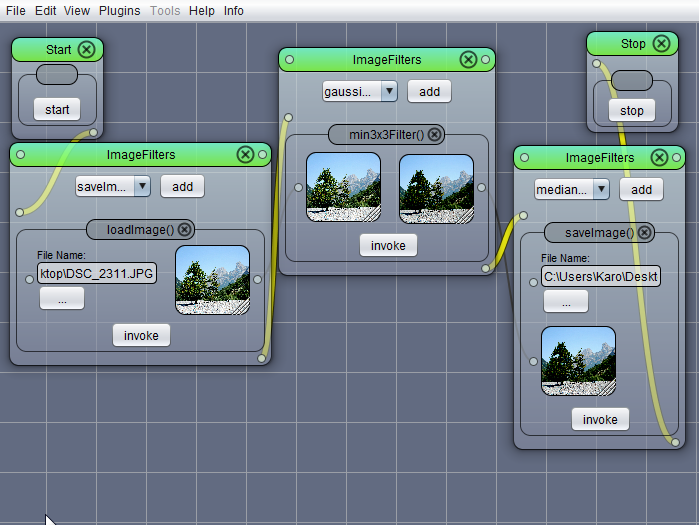 File Edit View Plugins Tools Help Info
Start
start
ImageFilters
saveIm...
add
loadImage()
File Name:
ktop\DSC_2311.JPG
...
invoke
ImageFilters
gaussi...
add
min3x3Filter()
invoke
Stop
stop
ImageFilters
median...
add
saveImage()
File Name:
C:\Users\Karo\Deskt
...
invoke